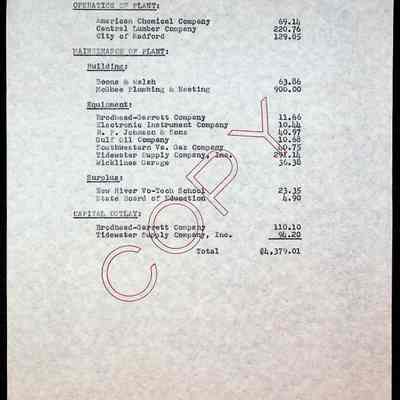 OPERATION OF PLANT:
American Chemical Company 69.14
Central Lumber Company 220.76
City of Radford 129.05
MAINTENANCE OF PLANT:
Building:
Boone & Walsh 63.86
McGhee Plumbing & Heating 900.00
Equipment:
Brodhead-Garrett Company 11.66
Electronic Instrument Company 10.44
H. P. Johnson & Sons 40.97
Gulf Oil Company 10.68
Southwestern Va. Gas Company 40.75
Tidewater Supply Company, Inc. 291.14
Wicklines Garage 36.38
Surplus:
New River Vo-Tech School 23.35
State Board of Education 4.90
CAPITAL OUTLAY:
Brodhead-Garrett Company 110.10
Tidewater Supply Company, Inc. 94.20
Total $4,379.01
COPY